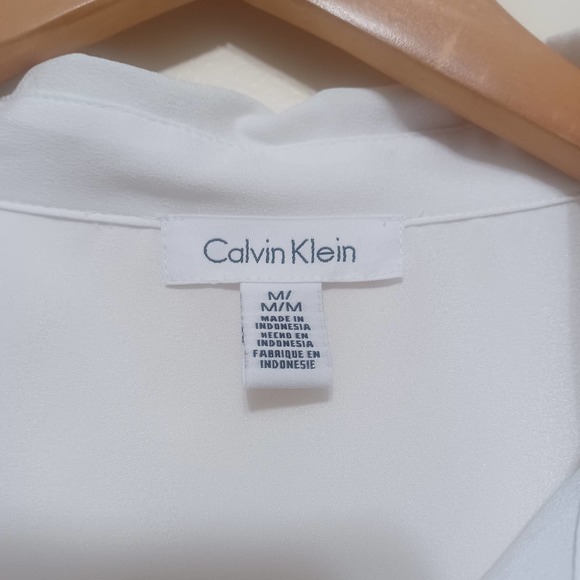 Calvin Klein
M/
M/M
MADE IN
INDONESIA
HECHO EN
INDONESIA
FABRIQUE EN
INDONESIE